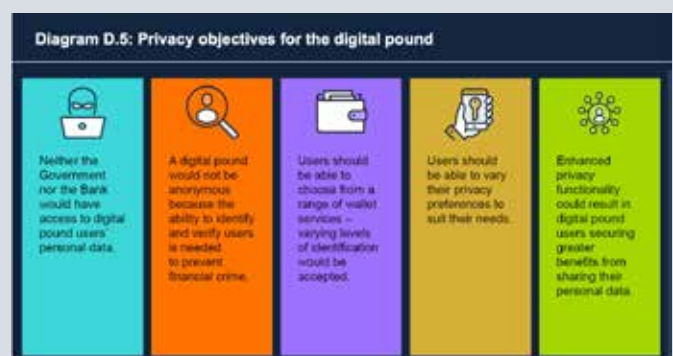 Diagram D.5: Privacy objectives for the digital pound
Neither the
Government
nor the Bank
would have
access to digital
pound users'
personal data.
A digital pound
would not be
anonymous
because the
ability to identify
and verify users
is needed
to prevent
financial crime.
Users should
be able to
choose from a
range of wallet
services –
varying levels
of identification
would be
accepted.
Users should
be able to vary
their privacy
preferences to
suit their needs.
Enhanced
privacy
functionality
could result in
digital pound
users securing
greater
benefits from
sharing their
personal data.